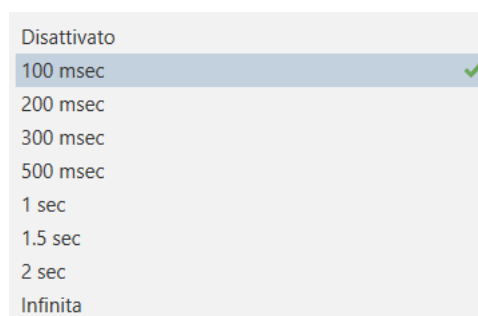 Disattivato
100 msec
200 msec
300 msec
500 msec
1 sec
1.5 sec
2 sec
Infinita